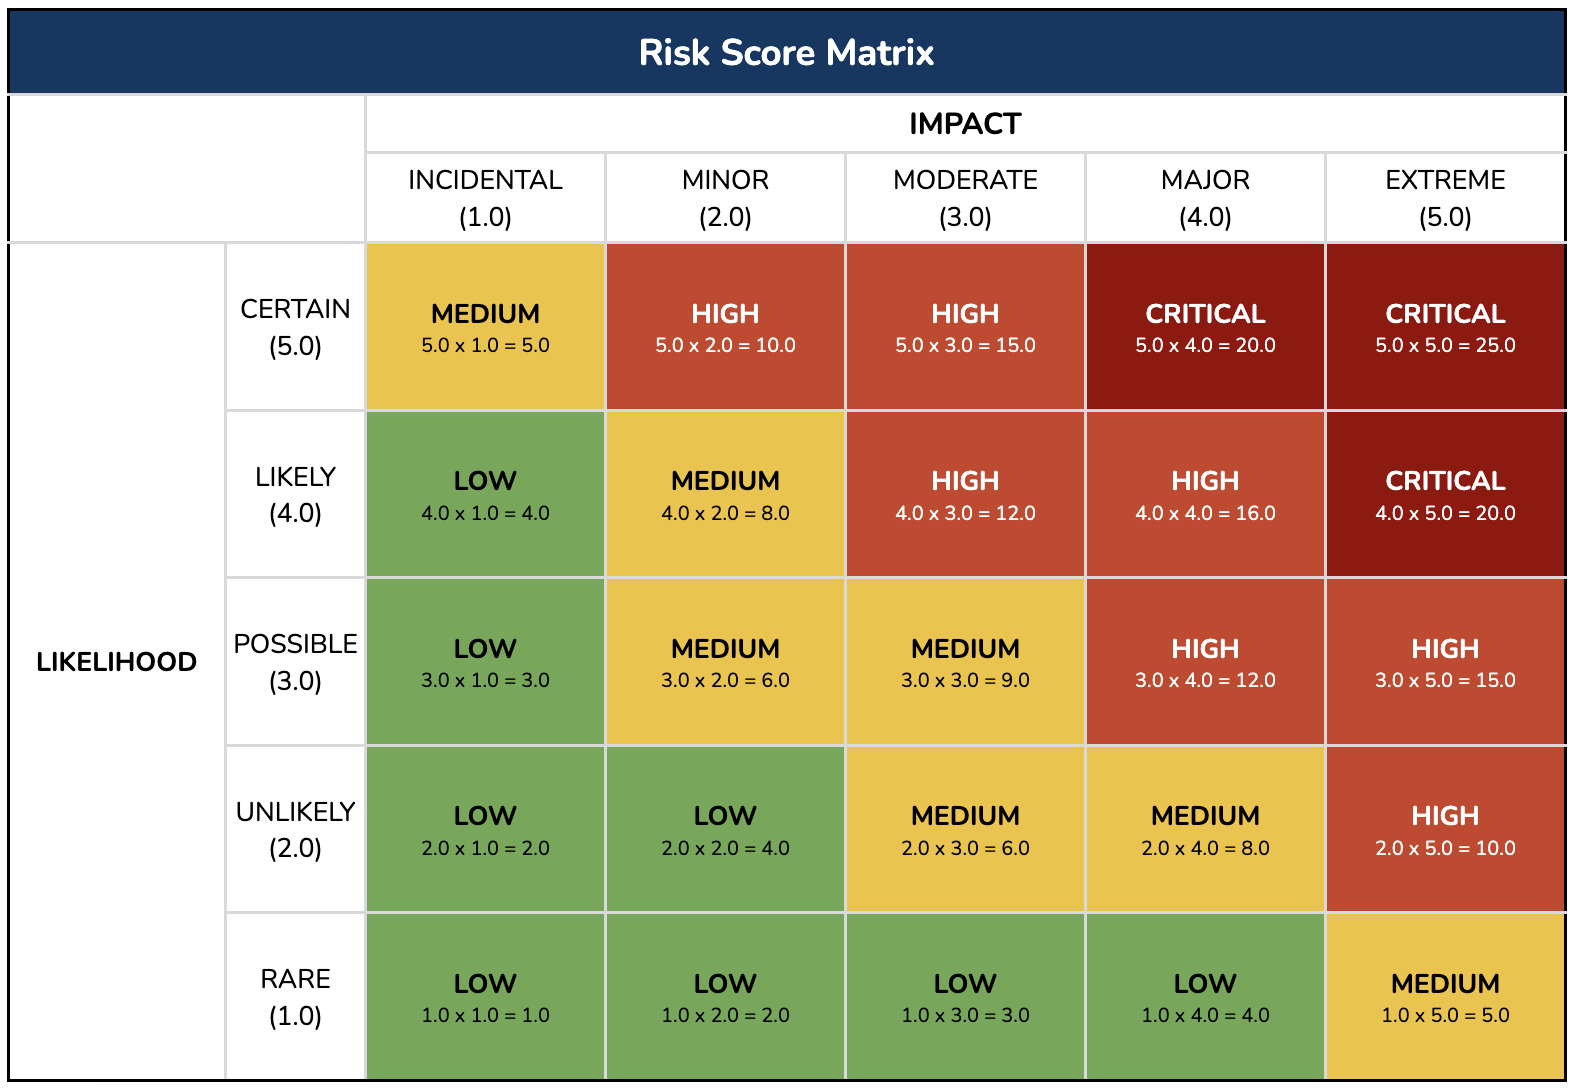 Risk Score Matrix
IMPACT
INCIDENTAL
(1.0)
MINOR
(2.0)
MODERATE
(3.0)
MAJOR
(4.0)
EXTREME
(5.0)
LIKELIHOOD
CERTAIN
(5.0)
MEDIUM
5.0 x 1.0 = 5.0
HIGH
5.0 x 2.0 = 10.0
HIGH
5.0 x 3.0 = 15.0
CRITICAL
5.0 x 4.0 = 20.0
CRITICAL
5.0 x 5.0 = 25.0
LIKELY
(4.0)
LOW
4.0 x 1.0 = 4.0
MEDIUM
4.0 x 2.0 = 8.0
HIGH
4.0 x 3.0 = 12.0
HIGH
4.0 x 4.0 = 16.0
CRITICAL
4.0 x 5.0 = 20.0
POSSIBLE
(3.0)
LOW
3.0 x 1.0 = 3.0
MEDIUM
3.0 x 2.0 = 6.0
MEDIUM
3.0 x 3.0 = 9.0
HIGH
3.0 x 4.0 = 12.0
HIGH
3.0 x 5.0 = 15.0
UNLIKELY
(2.0)
LOW
2.0 x 1.0 = 2.0
LOW
2.0 x 2.0 = 4.0
MEDIUM
2.0 x 3.0 = 6.0
MEDIUM
2.0 x 4.0 = 8.0
HIGH
2.0 x 5.0 = 10.0
RARE
(1.0)
LOW
1.0 x 1.0 = 1.0
LOW
1.0 x 2.0 = 2.0
LOW
1.0 x 3.0 = 3.0
LOW
1.0 x 4.0 = 4.0
MEDIUM
1.0 x 5.0 = 5.0